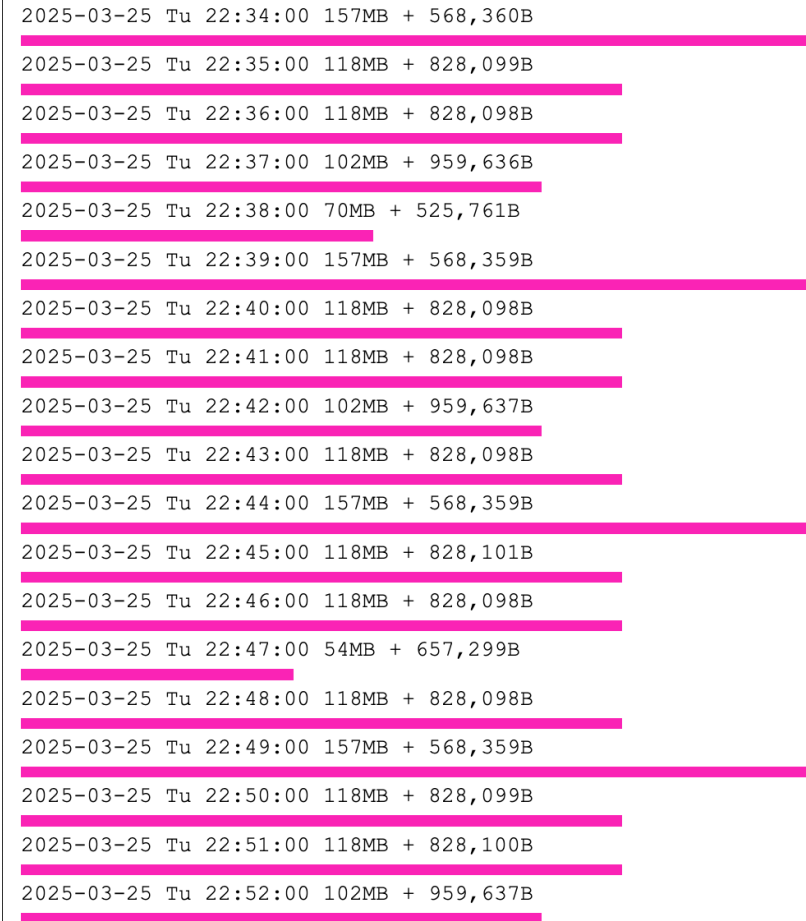 2025-03-25 Tu 22:34:00 157MB + 568,360B
2025-03-25 Tu 22:35:00 118MB + 828,099B
2025-03-25 Tu 22:36:00 118MB + 828,098B
2025-03-25 Tu 22:37:00 102MB + 959,636B
2025-03-25 Tu 22:38:00 70MB + 525,761B
2025-03-25 Tu 22:39:00 157MB + 568,359B
2025-03-25 Tu 22:40:00 118MB + 828,098B
2025-03-25 Tu 22:41:00 118MB + 828,098B
2025-03-25 Tu 22:42:00 102MB + 959,637B
2025-03-25 Tu 22:43:00 118MB + 828,098B
2025-03-25 Tu 22:44:00 157MB + 568,359B
2025-03-25 Tu 22:45:00 118MB + 828,101B
2025-03-25 Tu 22:46:00 118MB + 828,098B
2025-03-25 Tu 22:47:00 54MB + 657,299B
2025-03-25 Tu 22:48:00 118MB + 828,098B
2025-03-25 Tu 22:49:00 157MB + 568,359B
2025-03-25 Tu 22:50:00 118MB + 828,099B
2025-03-25 Tu 22:51:00 118MB + 828,100B
2025-03-25 Tu 22:52:00 102MB + 959,637B